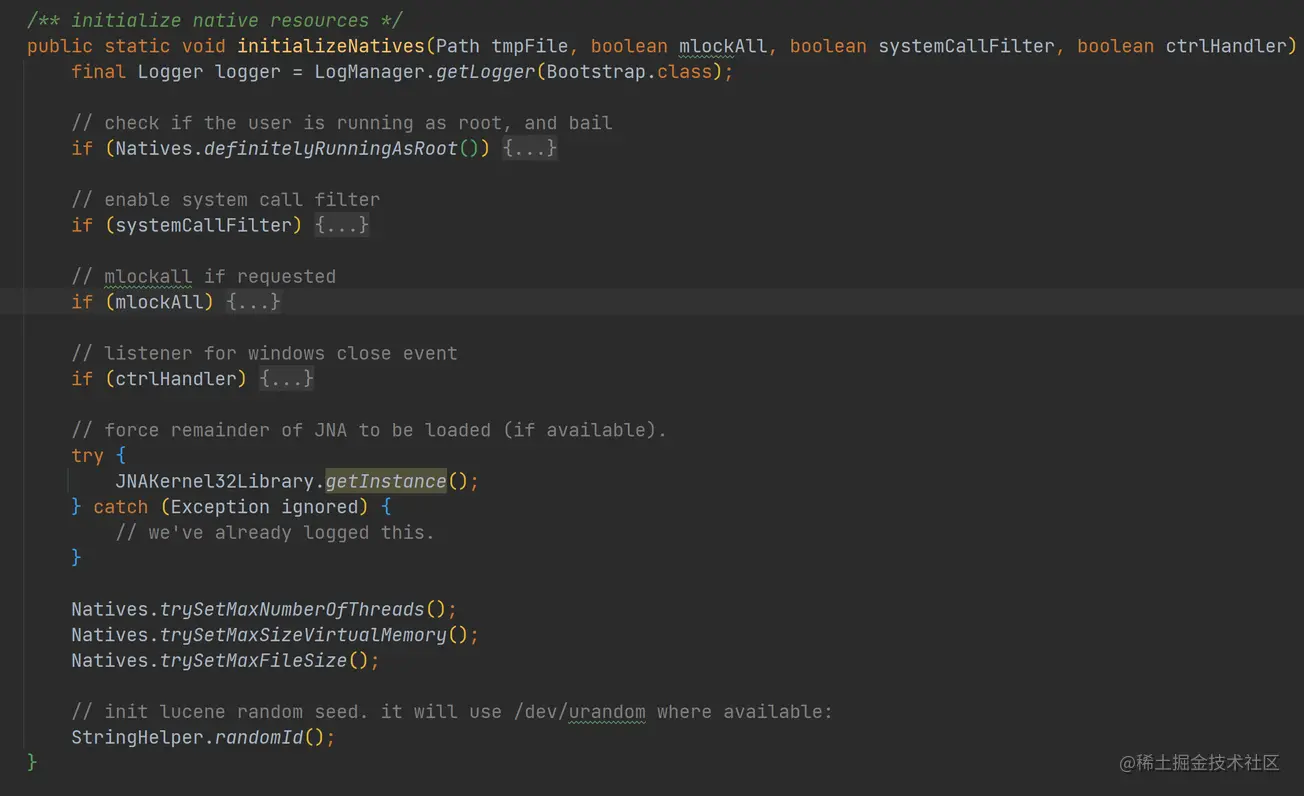 /** initialize native resources */
public static void initializeNatives(Path tmpFile, boolean mlockAll, boolean systemCallFilter, boolean ctrlHandler)
final Logger logger = LogManager.getLogger(Bootstrap.class);
// check if the user is running as root, and bail
if (Natives.definitelyRunningAsRoot()) {...}
// enable system call filter
if (systemCallFilter) {...}
// mlockall if requested
if (mlockAll) {...}
// listener for windows close event
if (ctrlHandler) {...}
// force remainder of JNA to be loaded (if available).
try {
JNAKernel32Library.getInstance();
} catch (Exception ignored) {
// we've already logged this.
}
Natives.trySetMaxNumberOfThreads();
Natives.trySetMaxSizeVirtualMemory();
Natives.trySetMaxFileSize();
// init lucene random seed. it will use /dev/urandom where available:
StringHelper.randomId();
}
@稀土掘金技术社区